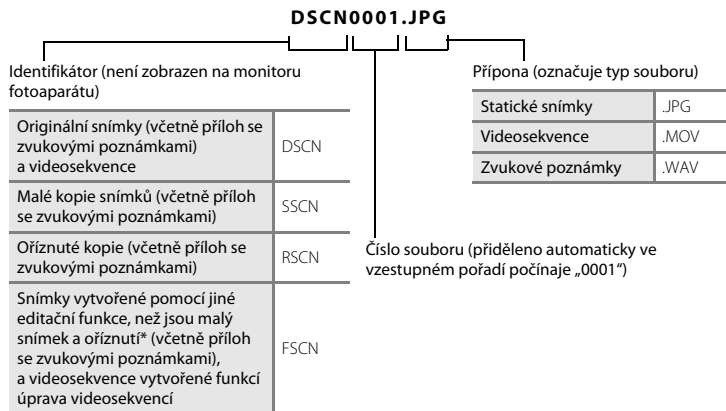 DSCN0001.JPG
Identifikátor (není zobrazen na monitoru
fotoaparátu)
Originální snímky (včetně příloh se
zvukovými poznámkami)
a videosekvence
DSCN
Malé kopie snímků (včetně příloh
se zvukovými poznámkami)
SSCN
Oříznuté kopie (včetně příloh se
zvukovými poznámkami)
RSCN
Snímky vytvořené pomocí jiné
editační funkce, než jsou malý
snímek a oříznutí* (včetně příloh
se zvukovými poznámkami),
a videosekvence vytvořené funkcí
úprava videosekvencí
FSCN
Přípona (označuje typ souboru)
Statické snímky .JPG
Videosekvence .MOV
Zvukové poznámky .WAV
Číslo souboru (přiděleno automaticky ve
vzestupném pořadí počínaje „0001“)